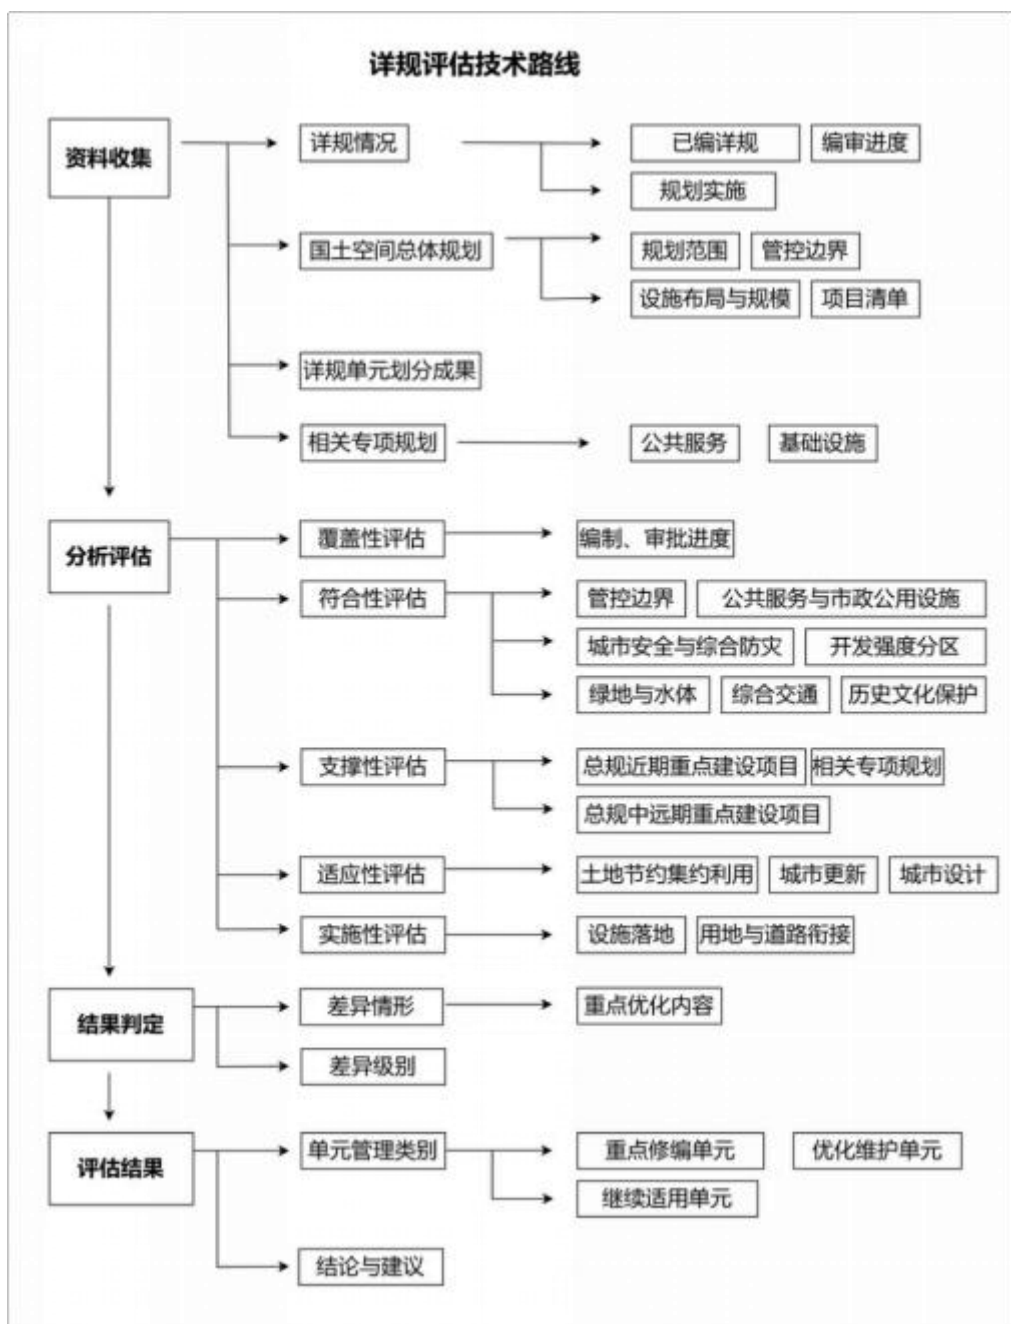 详规评估技术路线
资料收集
详规情况
已编详规
编审进度
规划实施
国土空间总体规划
规划范围
管控边界
设施布局与规模
项目清单
详规单元划分成果
相关专项规划
公共服务
基础设施
分析评估
覆盖性评估
编制、审批进度
符合性评估
管控边界
公共服务与市政公用设施
城市安全与综合防灾
开发强度分区
绿地与水体
综合交通
历史文化保护
支撑性评估
总规近期重点建设项目
相关专项规划
总规中远期重点建设项目
适应性评估
土地节约集约利用
城市更新
城市设计
实施性评估
设施落地
用地与道路衔接
结果判定
差异情形
重点优化内容
差异级别
评估结果
单元管理类别
重点修编单元
优化维护单元
继续适用单元
结论与建议